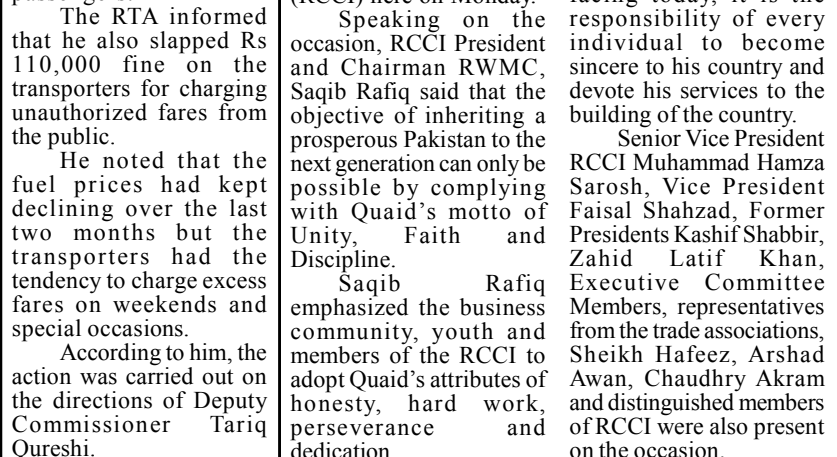 passengers.
The RTA informed
that he also slapped Rs
110,000 fine on the
transporters for charging
unauthorized fares from
the public.
He noted that the
fuel prices had kept
declining over the last
two months but the
transporters had the
tendency to charge excess
fares on weekends and
special occasions.
According to him, the
action was carried out on
the directions of Deputy
Commissioner Tariq
Qureshi.
(RCCI) here on Monday.
Speaking on the
occasion, RCCI President
and Chairman RWMC,
Saqib Rafiq said that the
objective of inheriting a
prosperous Pakistan to the
next generation can only be
possible by complying
with Quaid's motto of
Unity, Faith and
Discipline.
Saqib Rafiq
emphasized the business
community, youth and
members of the RCCI to
adopt Quaid's attributes of
honesty, hard work,
perseverance and
dedication
facing today, it is the
responsibility of every
individual to become
sincere to his country and
devote his services to the
building of the country.
Senior Vice President
RCCI Muhammad Hamza
Sarosh, Vice President
Faisal Shahzad, Former
Presidents Kashif Shabbir,
Zahid Latif Khan,
Executive Committee
Members, representatives
from the trade associations,
Sheikh Hafeez, Arshad
Awan, Chaudhry Akram
and distinguished members
of RCCI were also present
on the occasion.